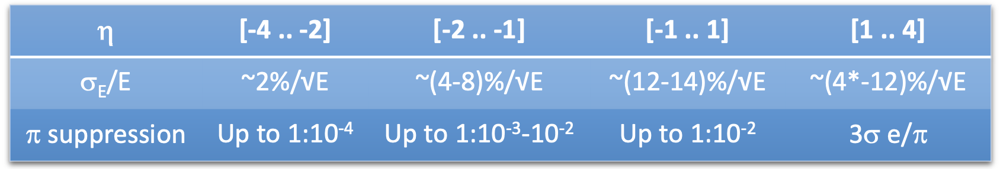 η [-4 .. -2] [-2 .. -1] [-1 .. 1] [1 .. 4]
σE/E ~2%/√E ~(4-8)%/√E ~(12-14)%/√E ~(4*-12)%/√E
π suppression Up to 1:10-4 Up to 1:10-3-10-2 Up to 1:10-2 3σ e/π